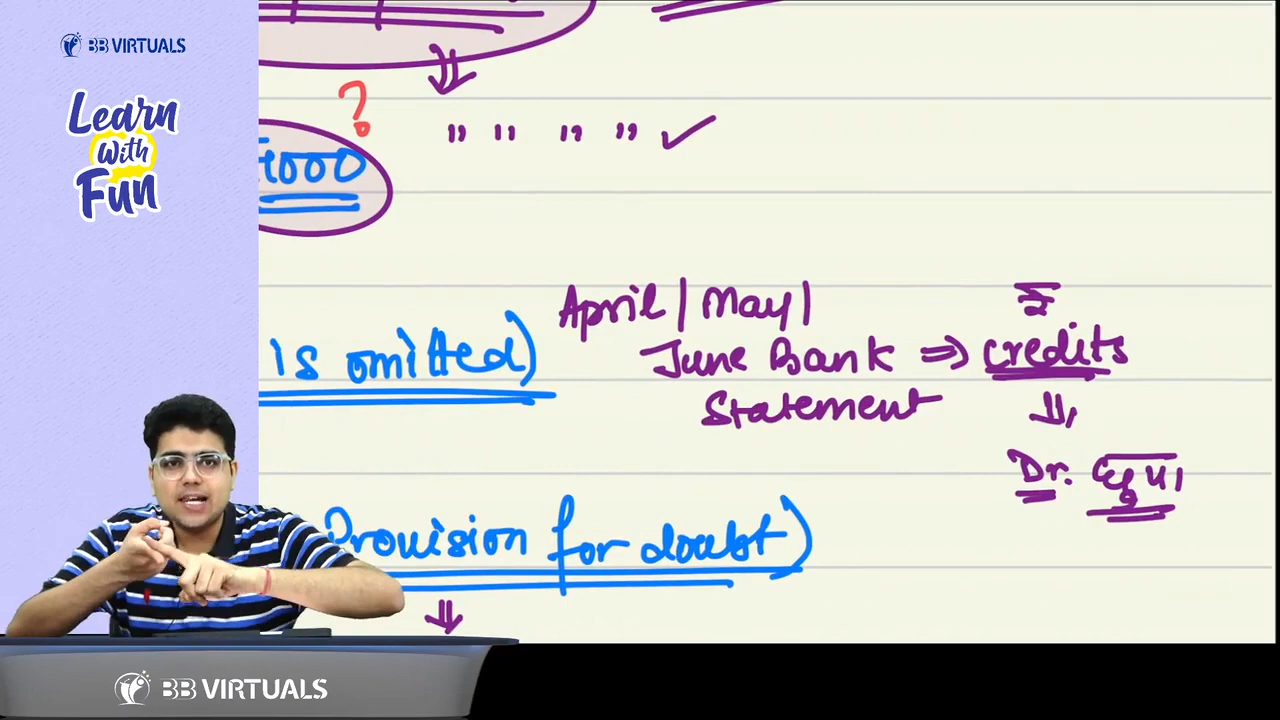 BB VIRTUALS
Learn
With
Fun
?
" " " " ✓
000
April | May |
is omitted)
June Bank ⇒ credits
Statement
Dr.
Provision for doubt)
BB VIRTUALS